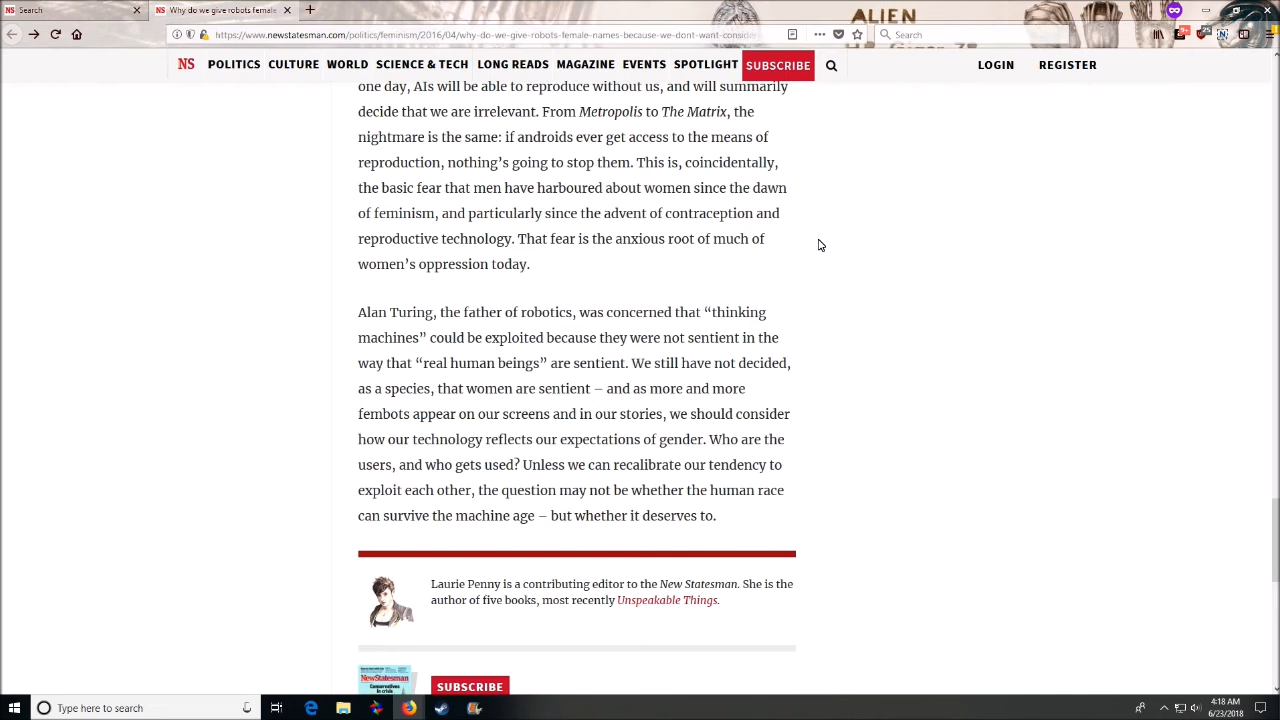 Search
Why do we give robots female
ALIEN
https://www.newstatesman.com/politics/feminism/2016/04/why-do-we-give-robots-female-names-because-we-dont-want-consider
Search
NS POLITICS CULTURE WORLD SCIENCE & TECH LONG READS MAGAZINE EVENTS SPOTLIGHT SUBSCRIBE LOGIN REGISTER
one day, AIs will be able to reproduce without us, and will summarily
decide that we are irrelevant. From Metropolis to The Matrix, the
nightmare is the same: if androids ever get access to the means of
reproduction, nothing’s going to stop them. This is, coincidentally,
the basic fear that men have harboured about women since the dawn
of feminism, and particularly since the advent of contraception and
reproductive technology. That fear is the anxious root of much of
women’s oppression today.
Alan Turing, the father of robotics, was concerned that “thinking
machines” could be exploited because they were not sentient in the
way that “real human beings” are sentient. We still have not decided,
as a species, that women are sentient – and as more and more
fembots appear on our screens and in our stories, we should consider
how our technology reflects our expectations of gender. Who are the
users, and who gets used? Unless we can recalibrate our tendency to
exploit each other, the question may not be whether the human race
can survive the machine age – but whether it deserves to.
Laurie Penny is a contributing editor to the New Statesman. She is the
author of five books, most recently Unspeakable Things.
NewStatesman
Conservatives
in crisis
SUBSCRIBE
Type here to search
4:18 AM
6/23/2018